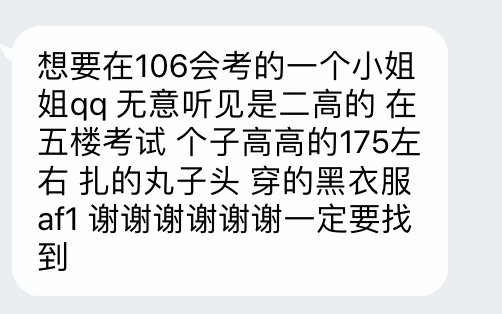 想要在106会考的一个小姐
姐qq 无意听见是二高的 在
五楼考试 个子高高的175左
右 扎的丸子头 穿的黑衣服
af1 谢谢谢谢谢谢一定要找
到